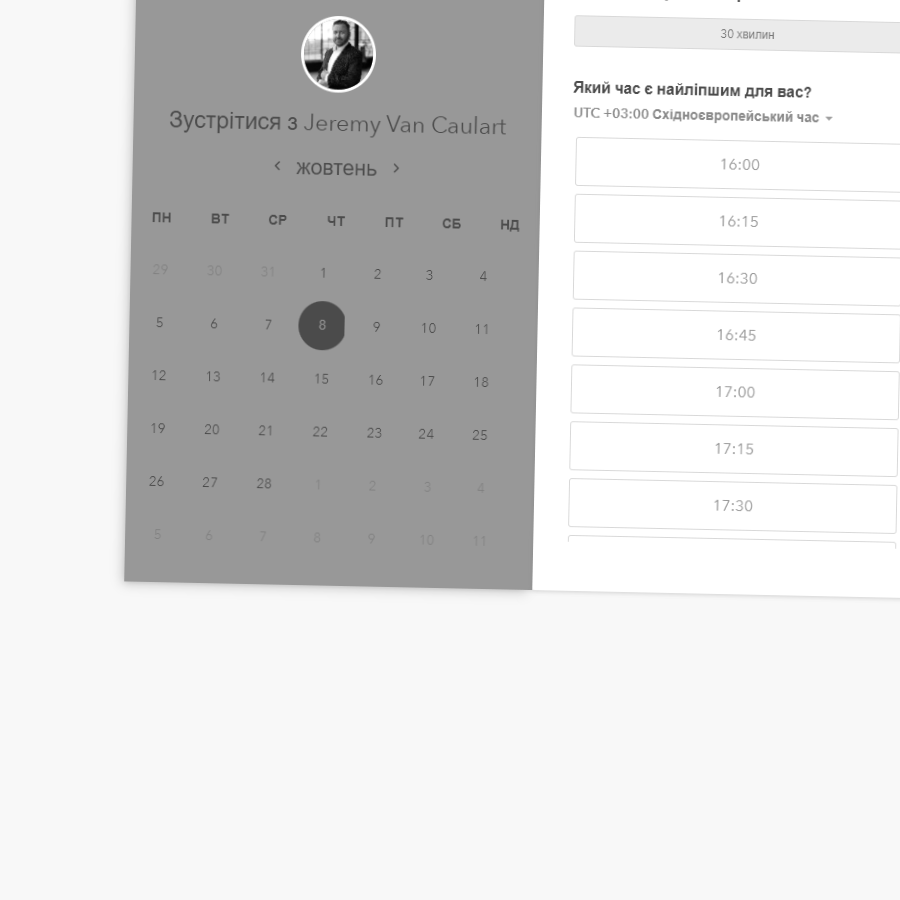 Зустрітися з Jeremy Van Caulart
‹ жовтень ›
ПН ВТ СР ЧТ ПТ СБ НД
29 30 31 1 2 3 4
5 6 7 8 9 10 11
12 13 14 15 16 17 18
19 20 21 22 23 24 25
26 27 28 1 2 3 4
5 6 7 8 9 10 11
30 хвилин
Який час є найліпшим для вас?
UTC +03:00 Східноєвропейський час
16:00
16:15
16:30
16:45
17:00
17:15
17:30